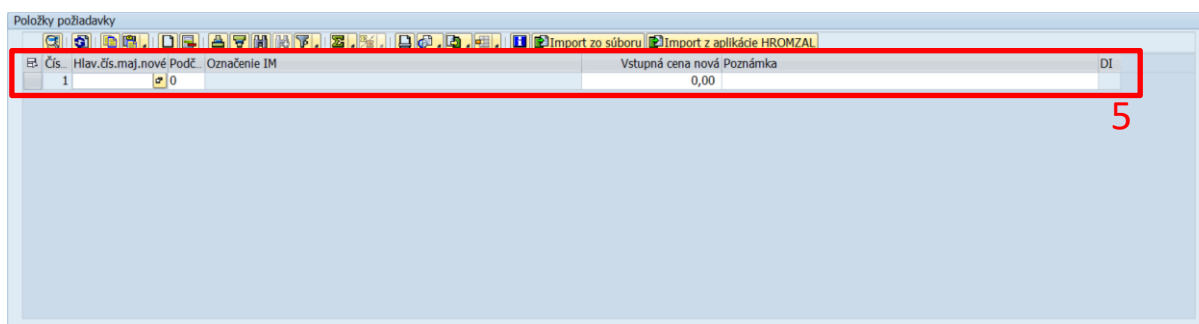 Položky požiadavky
Import zo súboru Import z aplikácie HROMZAL
Čís.. Hlav.čís.maj.nové Podč.. Označenie IM Vstupná cena nová Poznámka DI
1 0 0,00
5